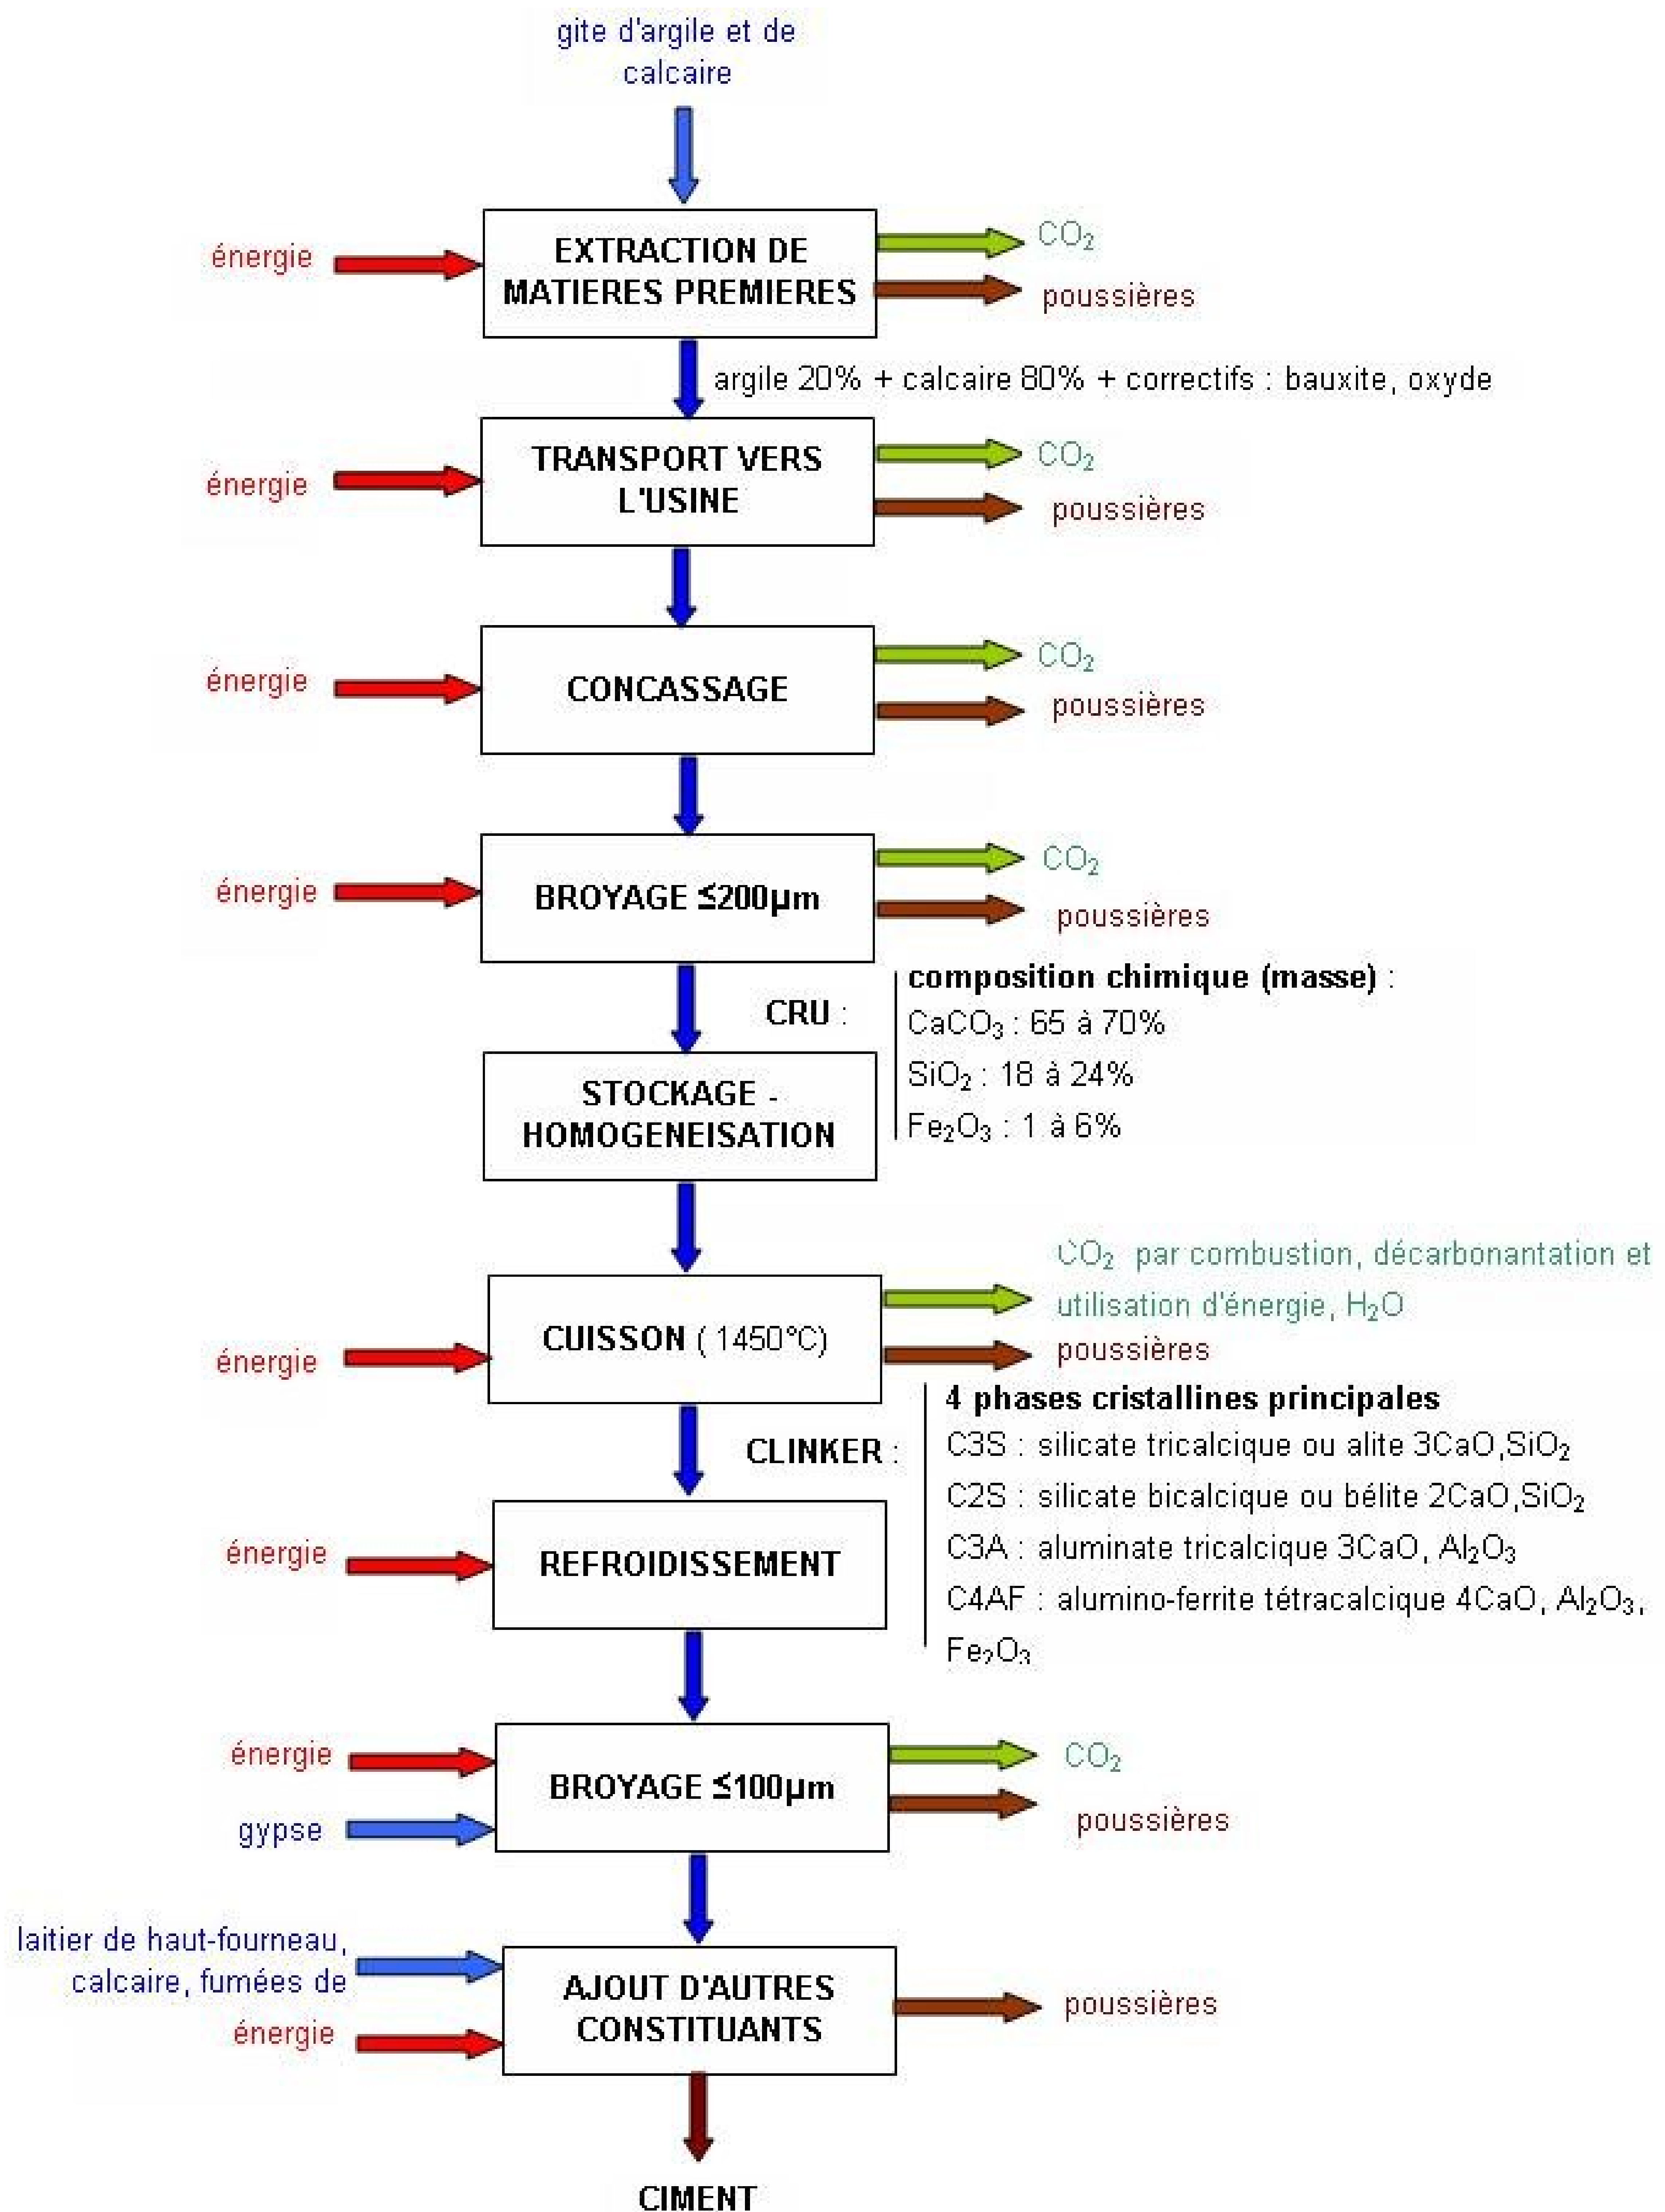 gite d'argile et de
calcaire
énergie
EXTRACTION DE
MATIERES PREMIERES
CO₂
poussières
argile 20% + calcaire 80% + correctifs : bauxite, oxyde
énergie
TRANSPORT VERS
L'USINE
CO₂
poussières
énergie
CONCASSAGE
CO₂
poussières
énergie
BROYAGE ≤200µm
CO₂
poussières
CRU :
composition chimique (masse) :
CaCO₃ : 65 à 70%
SiO₂ : 18 à 24%
Fe₂O₃ : 1 à 6%
STOCKAGE -
HOMOGENEISATION
énergie
CUISSON ( 1450°C)
CO₂ par combustion, décarbonantation et
utilisation d'énergie, H₂O
poussières
CLINKER :
4 phases cristallines principales
C3S : silicate tricalcique ou alite 3CaO,SiO₂
C2S : silicate bicalcique ou bélite 2CaO,SiO₂
C3A : aluminate tricalcique 3CaO, Al₂O₃
C4AF : alumino-ferrite tétracalcique 4CaO, Al₂O₃,
Fe₂O₃
énergie
REFROIDISSEMENT
énergie
gypse
BROYAGE ≤100µm
CO₂
poussières
laitier de haut-fourneau,
calcaire, fumées de
énergie
AJOUT D'AUTRES
CONSTITUANTS
poussières
CIMENT